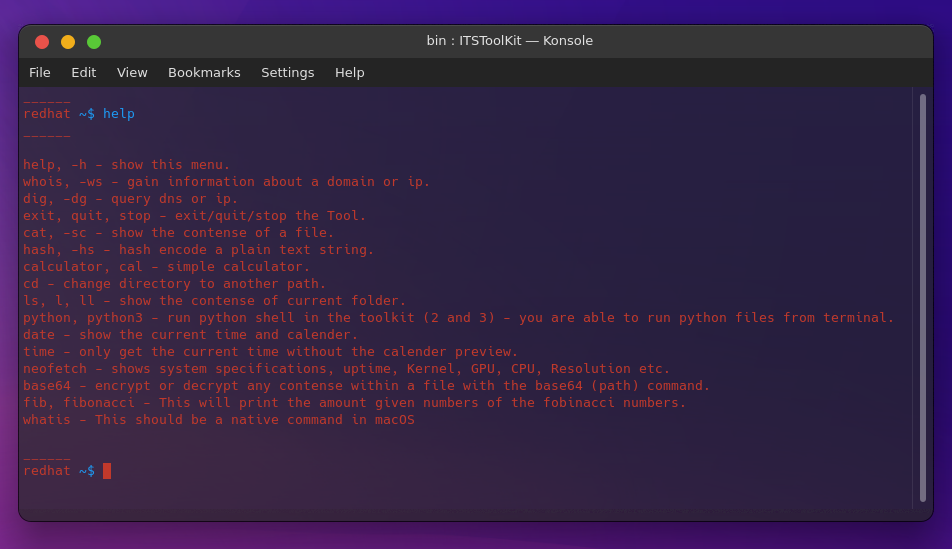 bin : ITSToolKit — Konsole
File Edit View Bookmarks Settings Help
______
redhat ~$ help
______
help, -h - show this menu.
whois, -ws - gain information about a domain or ip.
dig, -dg - query dns or ip.
exit, quit, stop - exit/quit/stop the Tool.
cat, -sc - show the contense of a file.
hash, -hs - hash encode a plain text string.
calculator, cal - simple calculator.
cd - change directory to another path.
ls, l, ll - show the contense of current folder.
python, python3 - run python shell in the toolkit (2 and 3) - you are able to run python files from terminal.
date - show the current time and calender.
time - only get the current time without the calender preview.
neofetch - shows system specifications, uptime, Kernel, GPU, CPU, Resolution etc.
base64 - encrypt or decrypt any contense within a file with the base64 (path) command.
fib, fibonacci - This will print the amount given numbers of the fobinacci numbers.
whatis - This should be a native command in macOS
______
redhat ~$